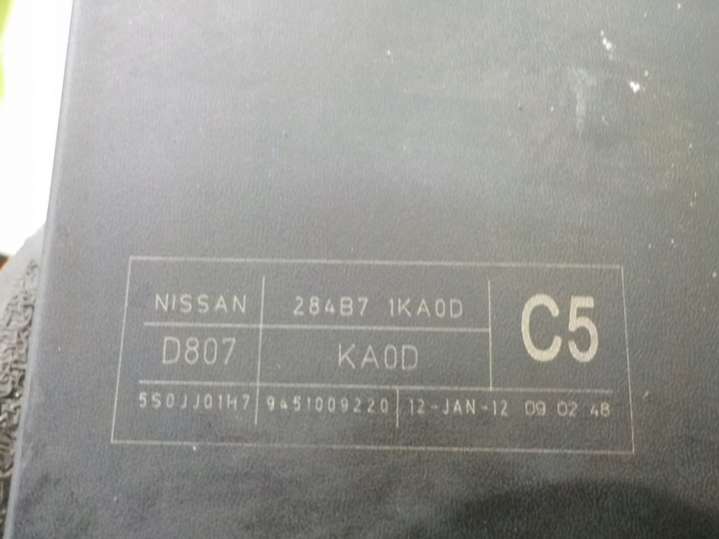 NISSAN 284B7 1KA0D C5
D807 KA0D
5S0JJ01H7 9451009220 12-JAN-12 09 02 48